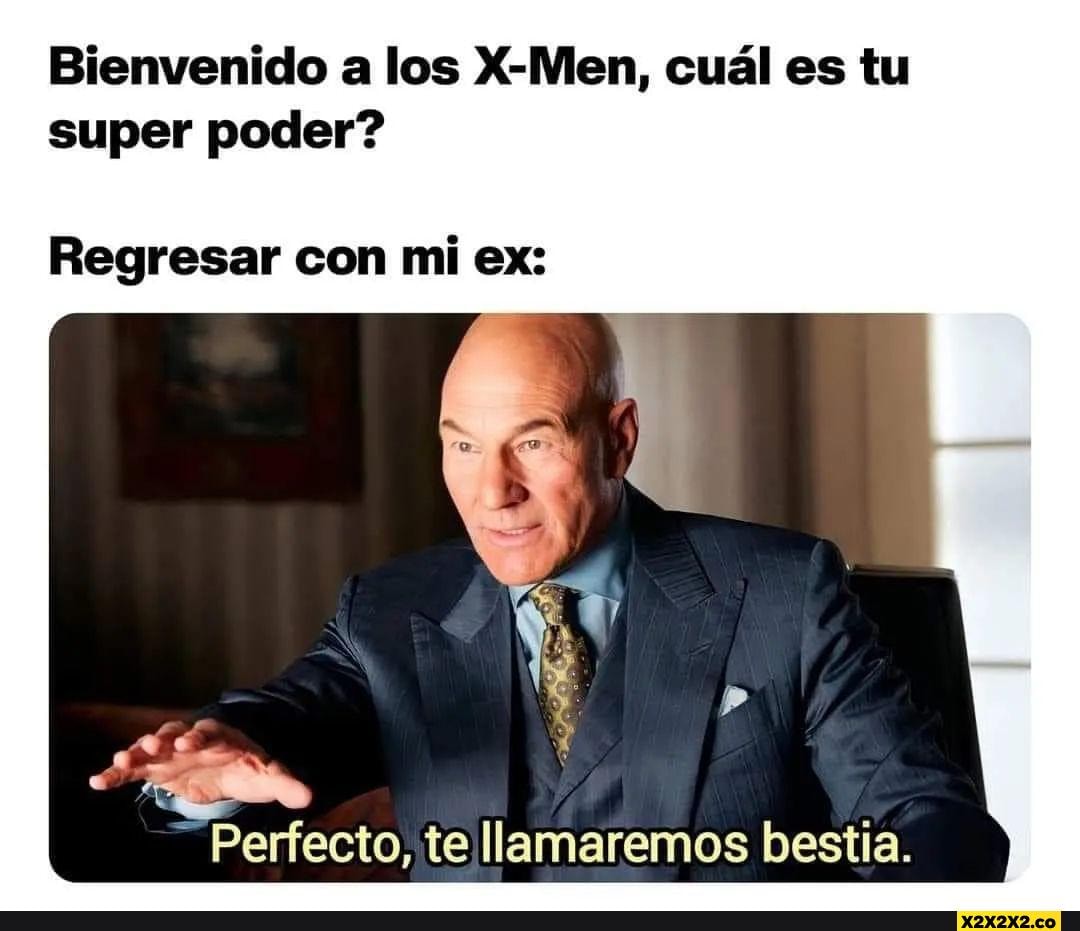 Bienvenido a los X-Men, cuál es tu
super poder?
Regresar con mi ex:
Perfecto, te llamaremos bestia.
X2X2X2.co